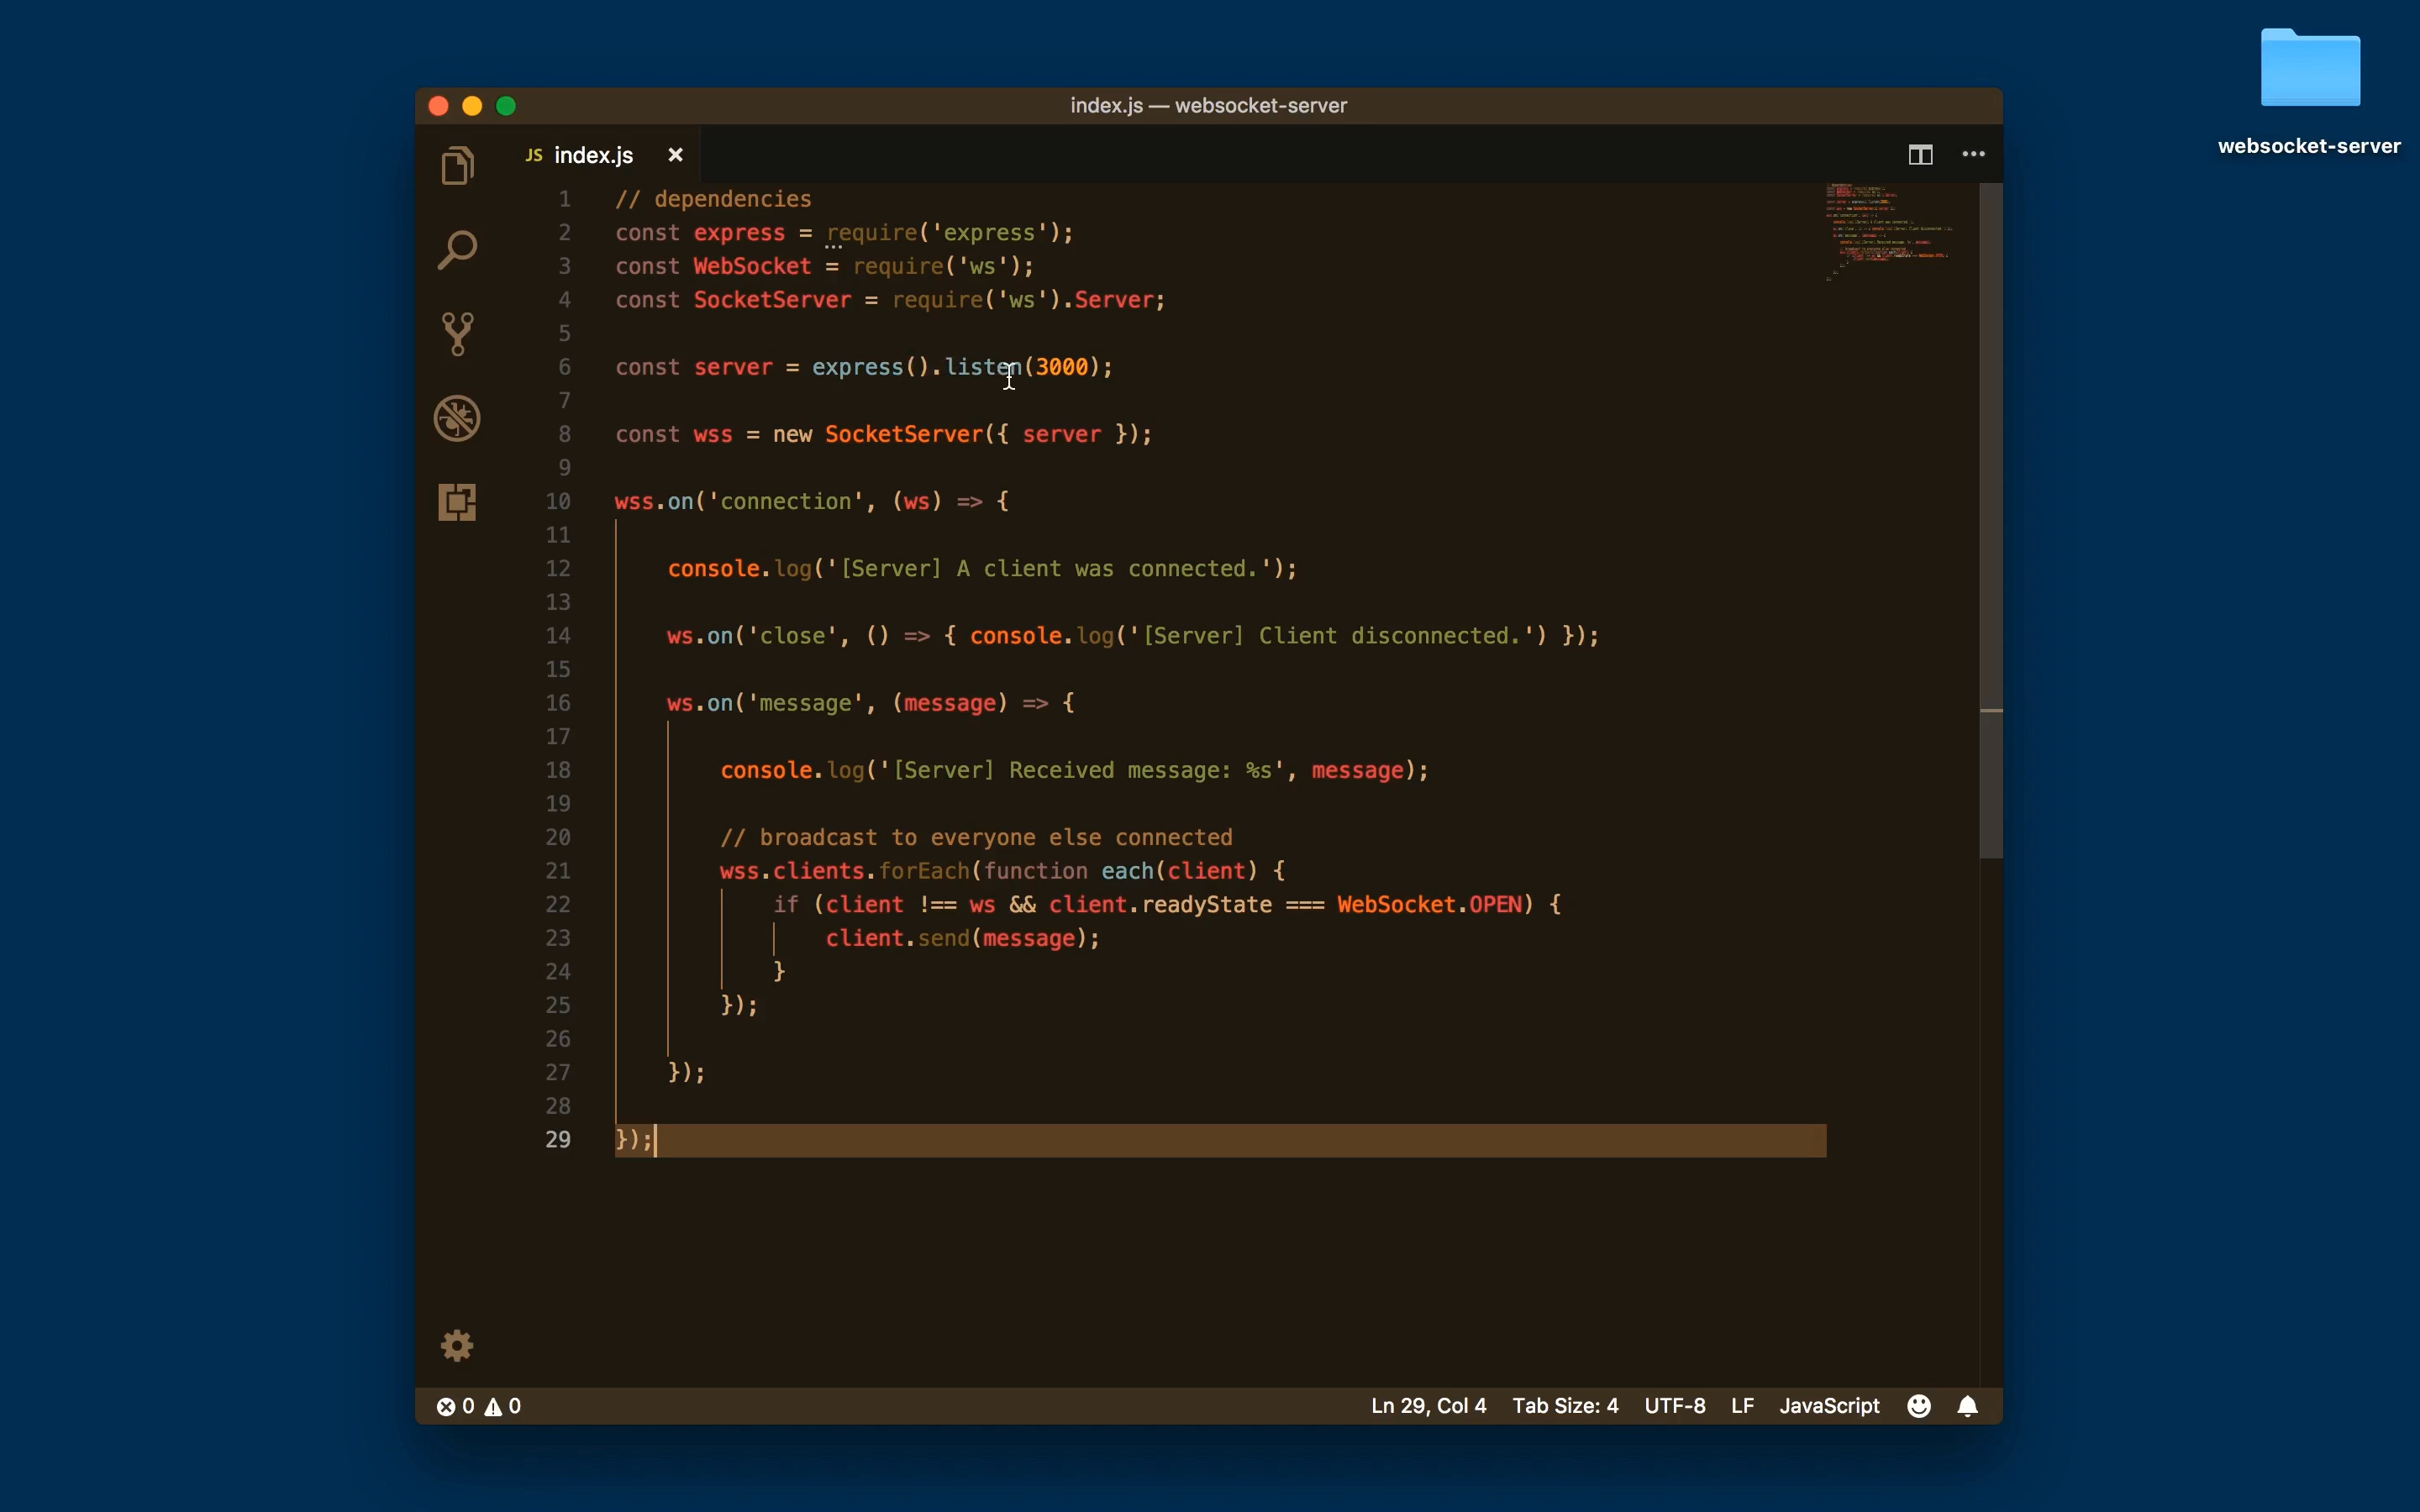 index.js — websocket-server
websocket-server
JS index.js
1 // dependencies
2 const express = require('express');
3 const WebSocket = require('ws');
4 const SocketServer = require('ws').Server;
5
6 const server = express().listen(3000);
7
8 const wss = new SocketServer({ server });
9
10 wss.on('connection', (ws) => {
11
12     console.log('[Server] A client was connected.');
13
14     ws.on('close', () => { console.log('[Server] Client disconnected.') });
15
16     ws.on('message', (message) => {
17
18         console.log('[Server] Received message: %s', message);
19
20         // broadcast to everyone else connected
21         wss.clients.forEach(function each(client) {
22             if (client !== ws && client.readyState === WebSocket.OPEN) {
23                 client.send(message);
24             }
25         });
26
27     });
28
29 });
0 0 Ln 29, Col 4 Tab Size: 4 UTF-8 LF JavaScript